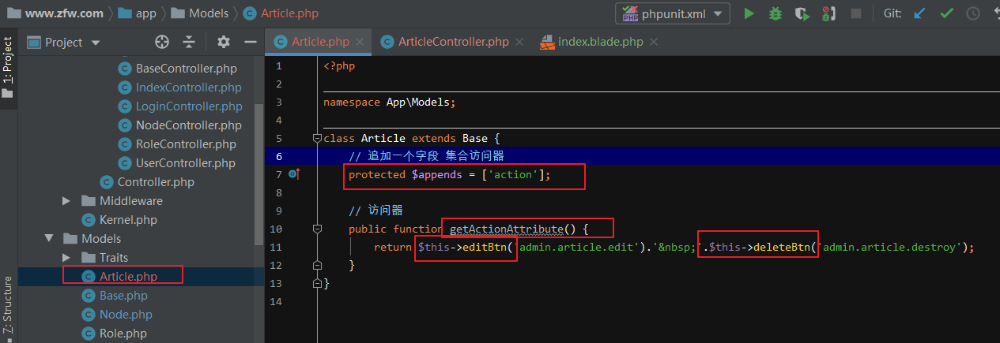 www.zfw.com app Models Article.php phpunit.xml Git:
Project Article.php ArticleController.php index.blade.php
1: Project
BaseController.php
IndexController.php
LoginController.php
NodeController.php
RoleController.php
UserController.php
Controller.php
Middleware
Kernel.php
Models
Traits
Article.php
Base.php
Node.php
Role.php
Z: Structure
1 <?php
2
3 namespace App\Models;
4
5 class Article extends Base {
6 // 追加一个字段 集合访问器
7 protected $appends = ['action'];
8
9 // 访问器
10 public function getActionAttribute() {
11 return $this->editBtn('admin.article.edit').'&nbsp;'.$this->deleteBtn('admin.article.destroy');
12 }
13 }
14